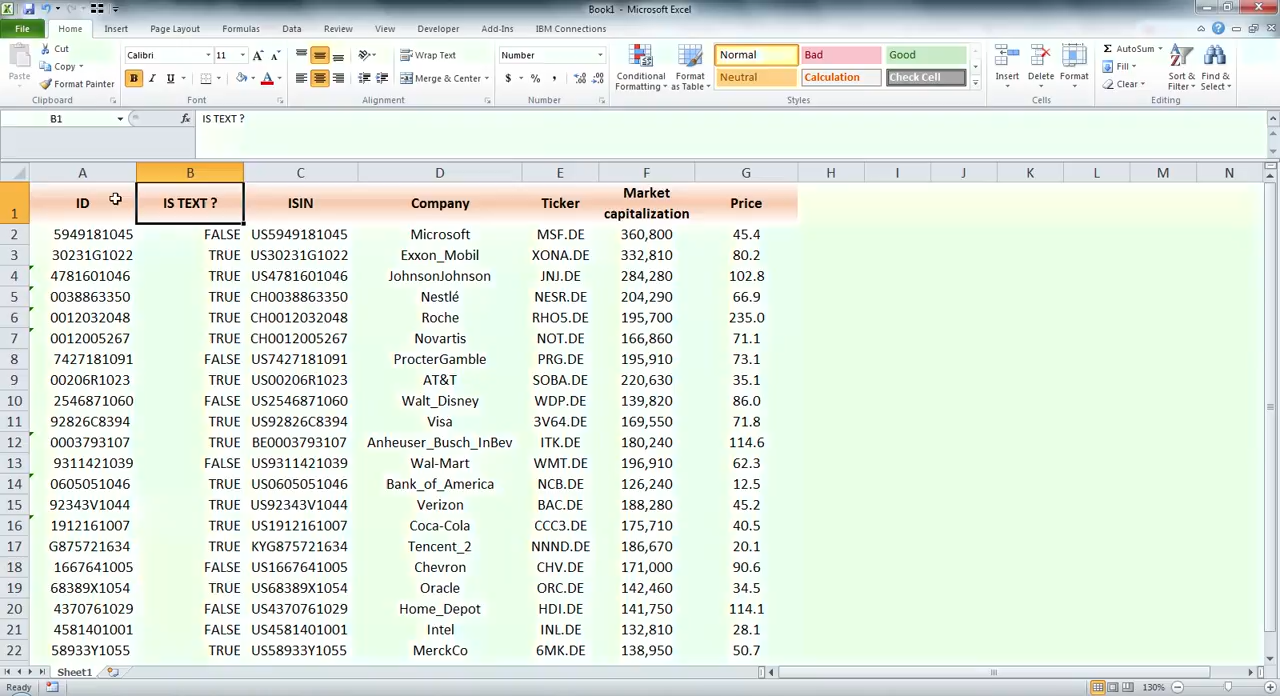 Book1 - Microsoft Excel
File Home Insert Page Layout Formulas Data Review View Developer Add-Ins IBM Connections
Paste
Cut
Copy
Format Painter
Clipboard
Calibri 11
B I U
Font
Wrap Text
Merge & Center
Alignment
Number
$ % ,
Number
Conditional Formatting
Format as Table
Normal Bad Good
Neutral Calculation Check Cell
Styles
Insert Delete Format
Cells
AutoSum
Fill
Clear
Sort & Filter
Find & Select
Editing
B1 fx IS TEXT ?
A B C D E F G H I J K L M N
1 ID IS TEXT ? ISIN Company Ticker Market capitalization Price
2 5949181045 FALSE US5949181045 Microsoft MSF.DE 360,800 45.4
3 30231G1022 TRUE US30231G1022 Exxon_Mobil XONA.DE 332,810 80.2
4 4781601046 TRUE US4781601046 JohnsonJohnson JNJ.DE 284,280 102.8
5 0038863350 TRUE CH0038863350 Nestlé NESR.DE 204,290 66.9
6 0012032048 TRUE CH0012032048 Roche RHO5.DE 195,700 235.0
7 0012005267 TRUE CH0012005267 Novartis NOT.DE 166,860 71.1
8 7427181091 FALSE US7427181091 ProcterGamble PRG.DE 195,910 73.1
9 00206R1023 TRUE US00206R1023 AT&T SOBA.DE 220,630 35.1
10 2546871060 FALSE US2546871060 Walt_Disney WDP.DE 139,820 86.0
11 92826C8394 TRUE US92826C8394 Visa 3V64.DE 169,550 71.8
12 0003793107 TRUE BE0003793107 Anheuser_Busch_InBev ITK.DE 180,240 114.6
13 9311421039 FALSE US9311421039 Wal-Mart WMT.DE 196,910 62.3
14 0605051046 TRUE US0605051046 Bank_of_America NCB.DE 126,240 12.5
15 92343V1044 TRUE US92343V1044 Verizon BAC.DE 188,280 45.2
16 1912161007 TRUE US1912161007 Coca-Cola CCC3.DE 175,710 40.5
17 G875721634 TRUE KYG875721634 Tencent_2 NNND.DE 186,670 20.1
18 1667641005 FALSE US1667641005 Chevron CHV.DE 171,000 90.6
19 68389X1054 TRUE US68389X1054 Oracle ORC.DE 142,460 34.5
20 4370761029 FALSE US4370761029 Home_Depot HDI.DE 141,750 114.1
21 4581401001 FALSE US4581401001 Intel INL.DE 132,810 28.1
22 58933Y1055 TRUE US58933Y1055 MerckCo 6MK.DE 138,950 50.7
Sheet1
Ready 130%